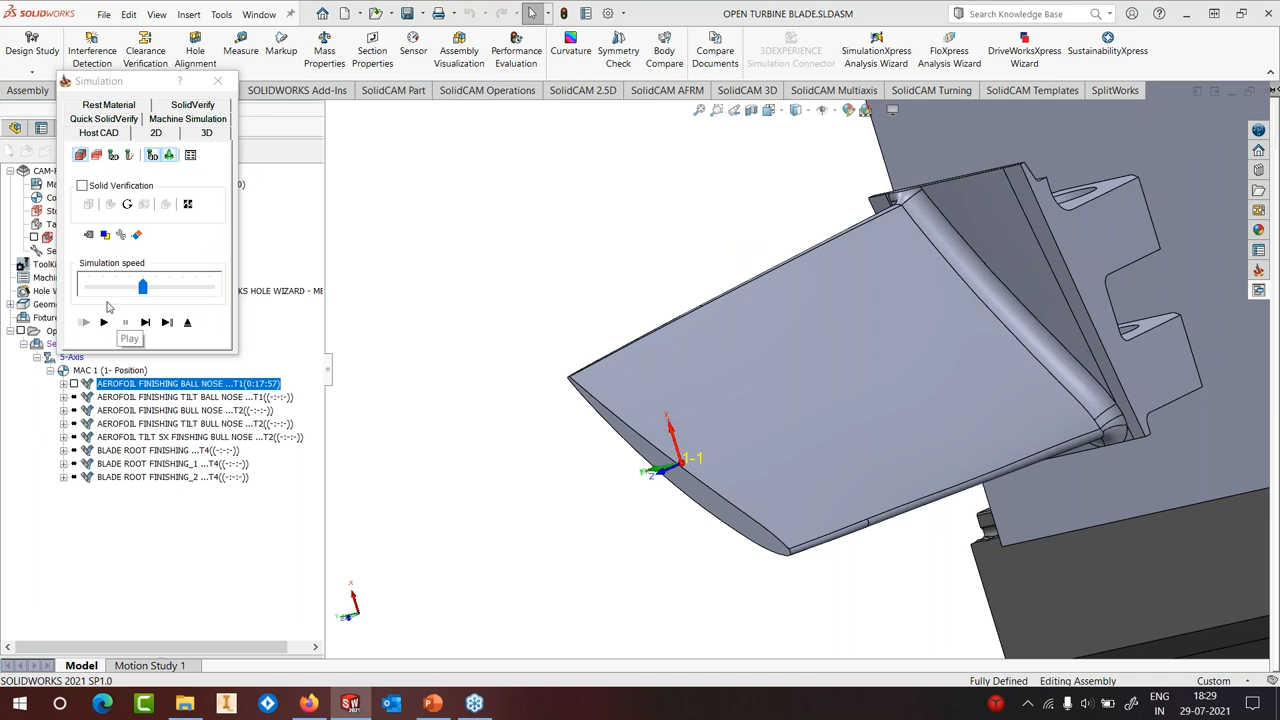 SOLIDWORKS File Edit View Insert Tools Window OPEN TURBINE BLADE.SLDASM Search Knowledge Base
Design Study Interference Detection Clearance Verification Hole Alignment Measure Markup Mass Properties Section Properties Sensor Assembly Visualization Performance Evaluation Curvature Symmetry Check Body Compare Compare Documents 3DEXPERIENCE Simulation Connector SimulationXpress Analysis Wizard FloXpress Analysis Wizard DriveWorksXpress Wizard SustainabilityXpress
Assembly SOLIDWORKS Add-Ins SolidCAM Part SolidCAM Operations SolidCAM 2.5D SolidCAM AFRM SolidCAM 3D SolidCAM Multiaxis SolidCAM Turning SolidCAM Templates SplitWorks
Simulation
Rest Material SolidVerify
Quick SolidVerify Machine Simulation
Host CAD 2D 3D
Solid Verification
Simulation speed
Play
HOLE WIZARD - ME
5-Axis
MAC 1 (1- Position)
AEROFOIL FINISHING BALL NOSE ...T1(0:17:57)
AEROFOIL FINISHING TILT BALL NOSE ...T1((-:-:-))
AEROFOIL FINISHING BULL NOSE ...T2((-:-:-))
AEROFOIL FINISHING TILT BULL NOSE ...T2((-:-:-))
AEROFOIL TILT 5X FINSHING BULL NOSE ...T2((-:-:-))
BLADE ROOT FINISHING ...T4((-:-:-))
BLADE ROOT FINISHING_1 ...T4((-:-:-))
BLADE ROOT FINISHING_2 ...T4((-:-:-))
X
Y
Z
1-1
X
Y
Model Motion Study 1
SOLIDWORKS 2021 SP1.0 Fully Defined Editing Assembly Custom
ENG
IN
18:29
29-07-2021